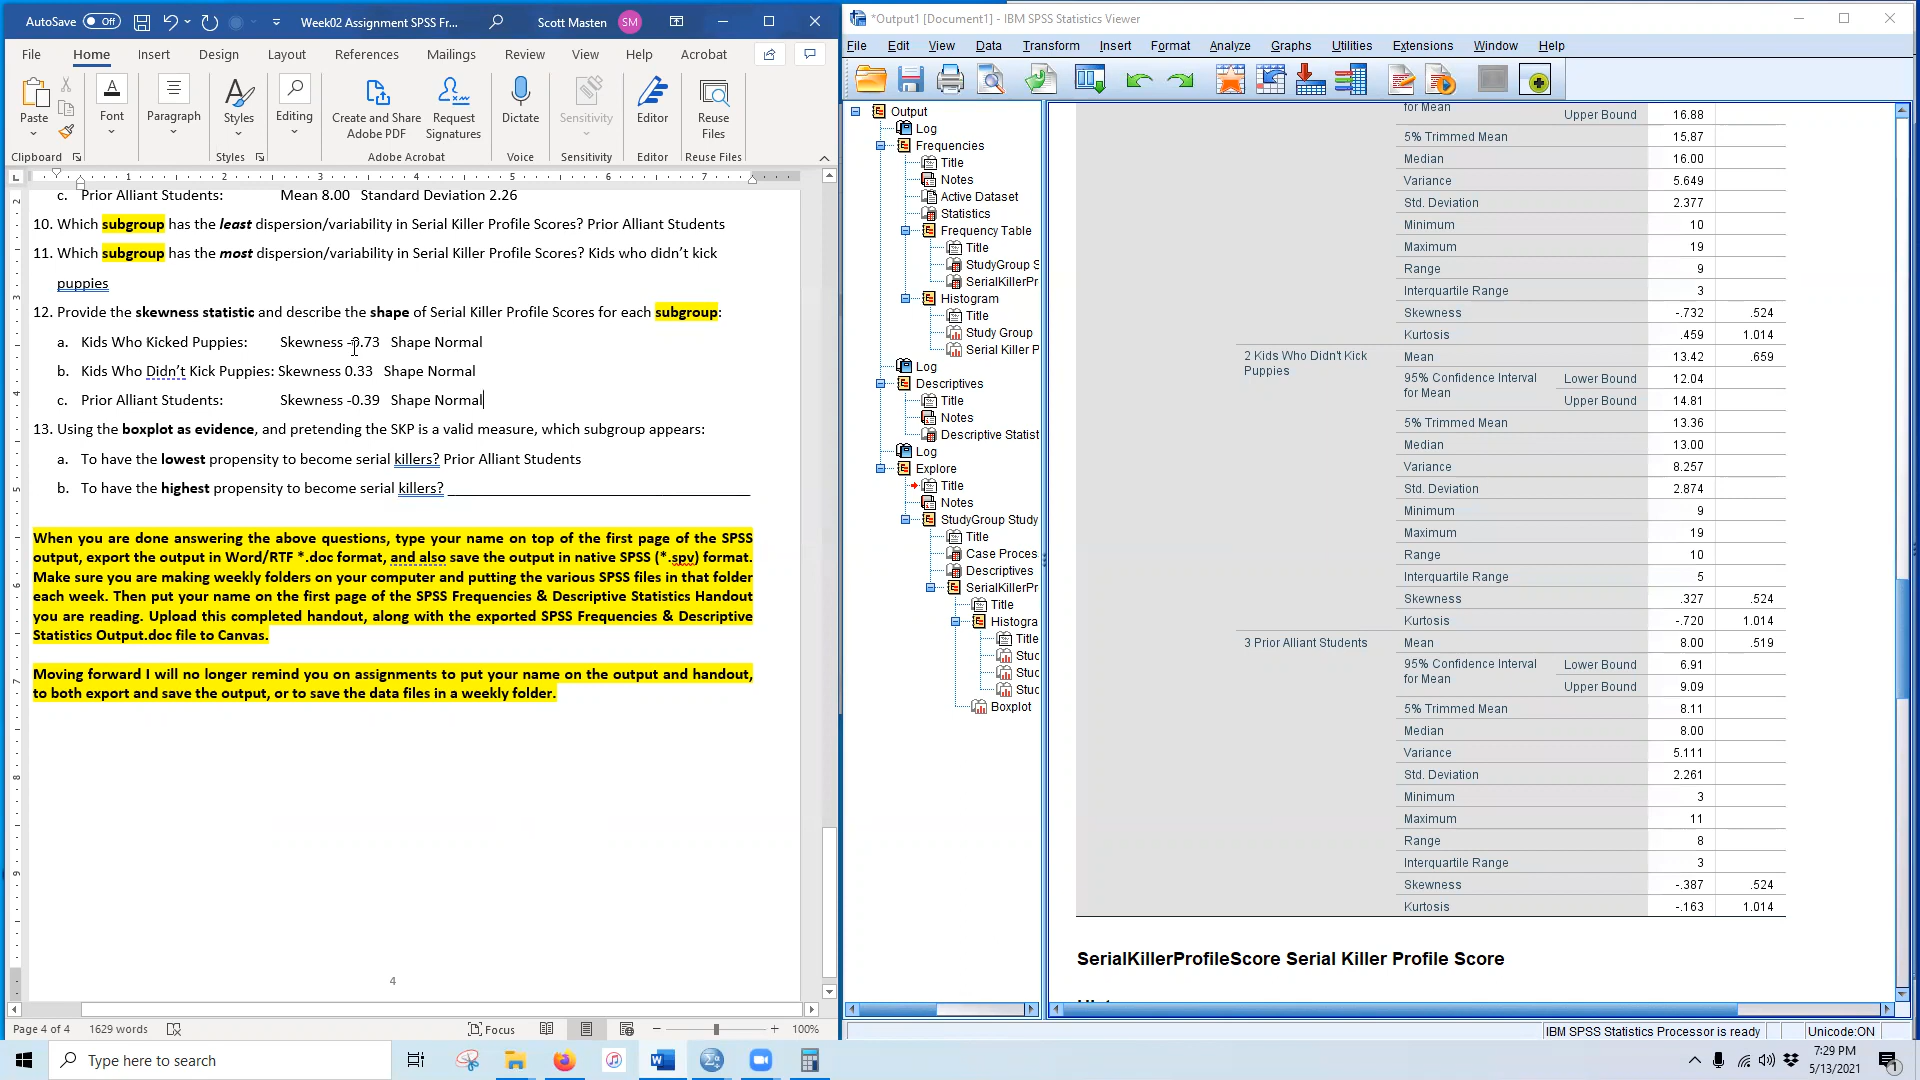 AutoSave Off Week02 Assignment SPSS Fr... Scott Masten SM
File Home Insert Design Layout References Mailings Review View Help Acrobat
Paste Font Paragraph Styles Editing Create and Share Adobe PDF Request Signatures Dictate Sensitivity Editor Reuse Files
Clipboard Styles Adobe Acrobat Voice Sensitivity Editor Reuse Files
c. Prior Alliant Students: Mean 8.00 Standard Deviation 2.26
10. Which subgroup has the least dispersion/variability in Serial Killer Profile Scores? Prior Alliant Students
11. Which subgroup has the most dispersion/variability in Serial Killer Profile Scores? Kids who didn’t kick
puppies
12. Provide the skewness statistic and describe the shape of Serial Killer Profile Scores for each subgroup:
a. Kids Who Kicked Puppies: Skewness -0.73 Shape Normal
b. Kids Who Didn’t Kick Puppies: Skewness 0.33 Shape Normal
c. Prior Alliant Students: Skewness -0.39 Shape Normal
13. Using the boxplot as evidence, and pretending the SKP is a valid measure, which subgroup appears:
a. To have the lowest propensity to become serial killers? Prior Alliant Students
b. To have the highest propensity to become serial killers?
When you are done answering the above questions, type your name on top of the first page of the SPSS
output, export the output in Word/RTF *.doc format, and also save the output in native SPSS (*.spv) format.
Make sure you are making weekly folders on your computer and putting the various SPSS files in that folder
each week. Then put your name on the first page of the SPSS Frequencies & Descriptive Statistics Handout
you are reading. Upload this completed handout, along with the exported SPSS Frequencies & Descriptive
Statistics Output.doc file to Canvas.
Moving forward I will no longer remind you on assignments to put your name on the output and handout,
to both export and save the output, or to save the data files in a weekly folder.
4
Page 4 of 4 1629 words Focus 100%
*Output1 [Document1] - IBM SPSS Statistics Viewer
File Edit View Data Transform Insert Format Analyze Graphs Utilities Extensions Window Help
Output
Log
Frequencies
Title
Notes
Active Dataset
Statistics
Frequency Table
Title
StudyGroup S
SerialKillerPr
Histogram
Title
Study Group
Serial Killer P
Log
Descriptives
Title
Notes
Descriptive Statist
Log
Explore
Title
Notes
StudyGroup Study
Title
Case Proces
Descriptives
SerialKillerPr
Title
Histogra
Title
Stud
Stud
Stud
Boxplot
for Mean Upper Bound 16.88
5% Trimmed Mean 15.87
Median 16.00
Variance 5.649
Std. Deviation 2.377
Minimum 10
Maximum 19
Range 9
Interquartile Range 3
Skewness -.732 .524
Kurtosis .459 1.014
2 Kids Who Didn't Kick Puppies Mean 13.42 .659
95% Confidence Interval for Mean Lower Bound 12.04
Upper Bound 14.81
5% Trimmed Mean 13.36
Median 13.00
Variance 8.257
Std. Deviation 2.874
Minimum 9
Maximum 19
Range 10
Interquartile Range 5
Skewness .327 .524
Kurtosis -.720 1.014
3 Prior Alliant Students Mean 8.00 .519
95% Confidence Interval for Mean Lower Bound 6.91
Upper Bound 9.09
5% Trimmed Mean 8.11
Median 8.00
Variance 5.111
Std. Deviation 2.261
Minimum 3
Maximum 11
Range 8
Interquartile Range 3
Skewness -.387 .524
Kurtosis -.163 1.014
SerialKillerProfileScore Serial Killer Profile Score
IBM SPSS Statistics Processor is ready Unicode:ON
Type here to search
7:29 PM
5/13/2021